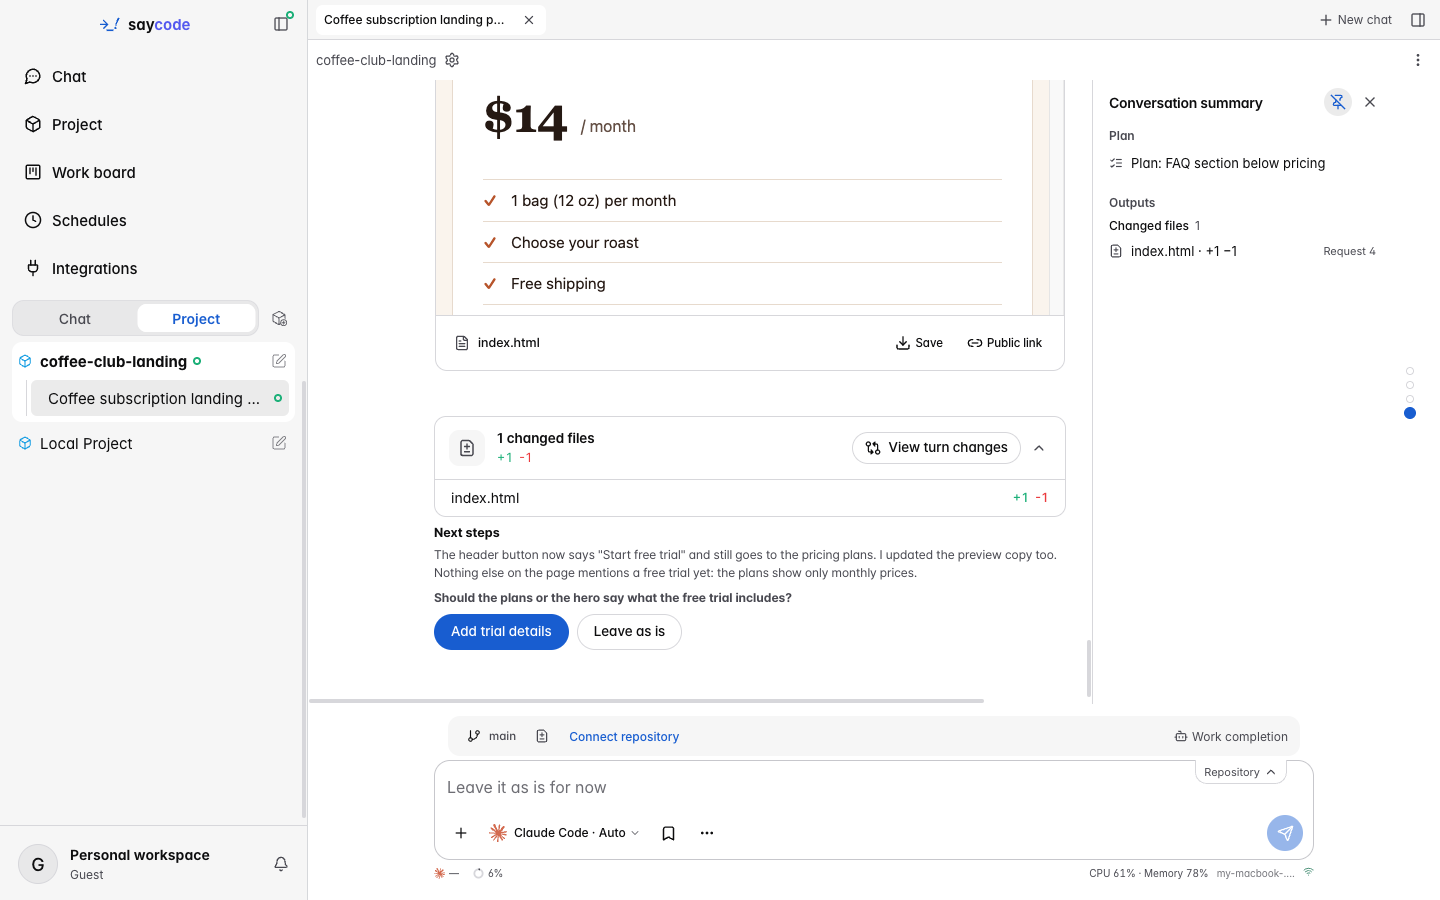 saycode
Chat
Project
Work board
Schedules
Integrations
Chat
Project
coffee-club-landing
Coffee subscription landing ...
Local Project
Personal workspace
Guest
G
Coffee subscription landing p...
New chat
coffee-club-landing
$14 / month
1 bag (12 oz) per month
Choose your roast
Free shipping
index.html
Save
Public link
1 changed files
+1 -1
View turn changes
index.html
+1 -1
Next steps
The header button now says "Start free trial" and still goes to the pricing plans. I updated the preview copy too.
Nothing else on the page mentions a free trial yet: the plans show only monthly prices.
Should the plans or the hero say what the free trial includes?
Add trial details
Leave as is
Conversation summary
Plan
Plan: FAQ section below pricing
Outputs
Changed files 1
index.html · +1 −1
Request 4
main
Connect repository
Work completion
Repository
Leave it as is for now
Claude Code · Auto
—
6%
CPU 61% · Memory 78%
my-macbook-....